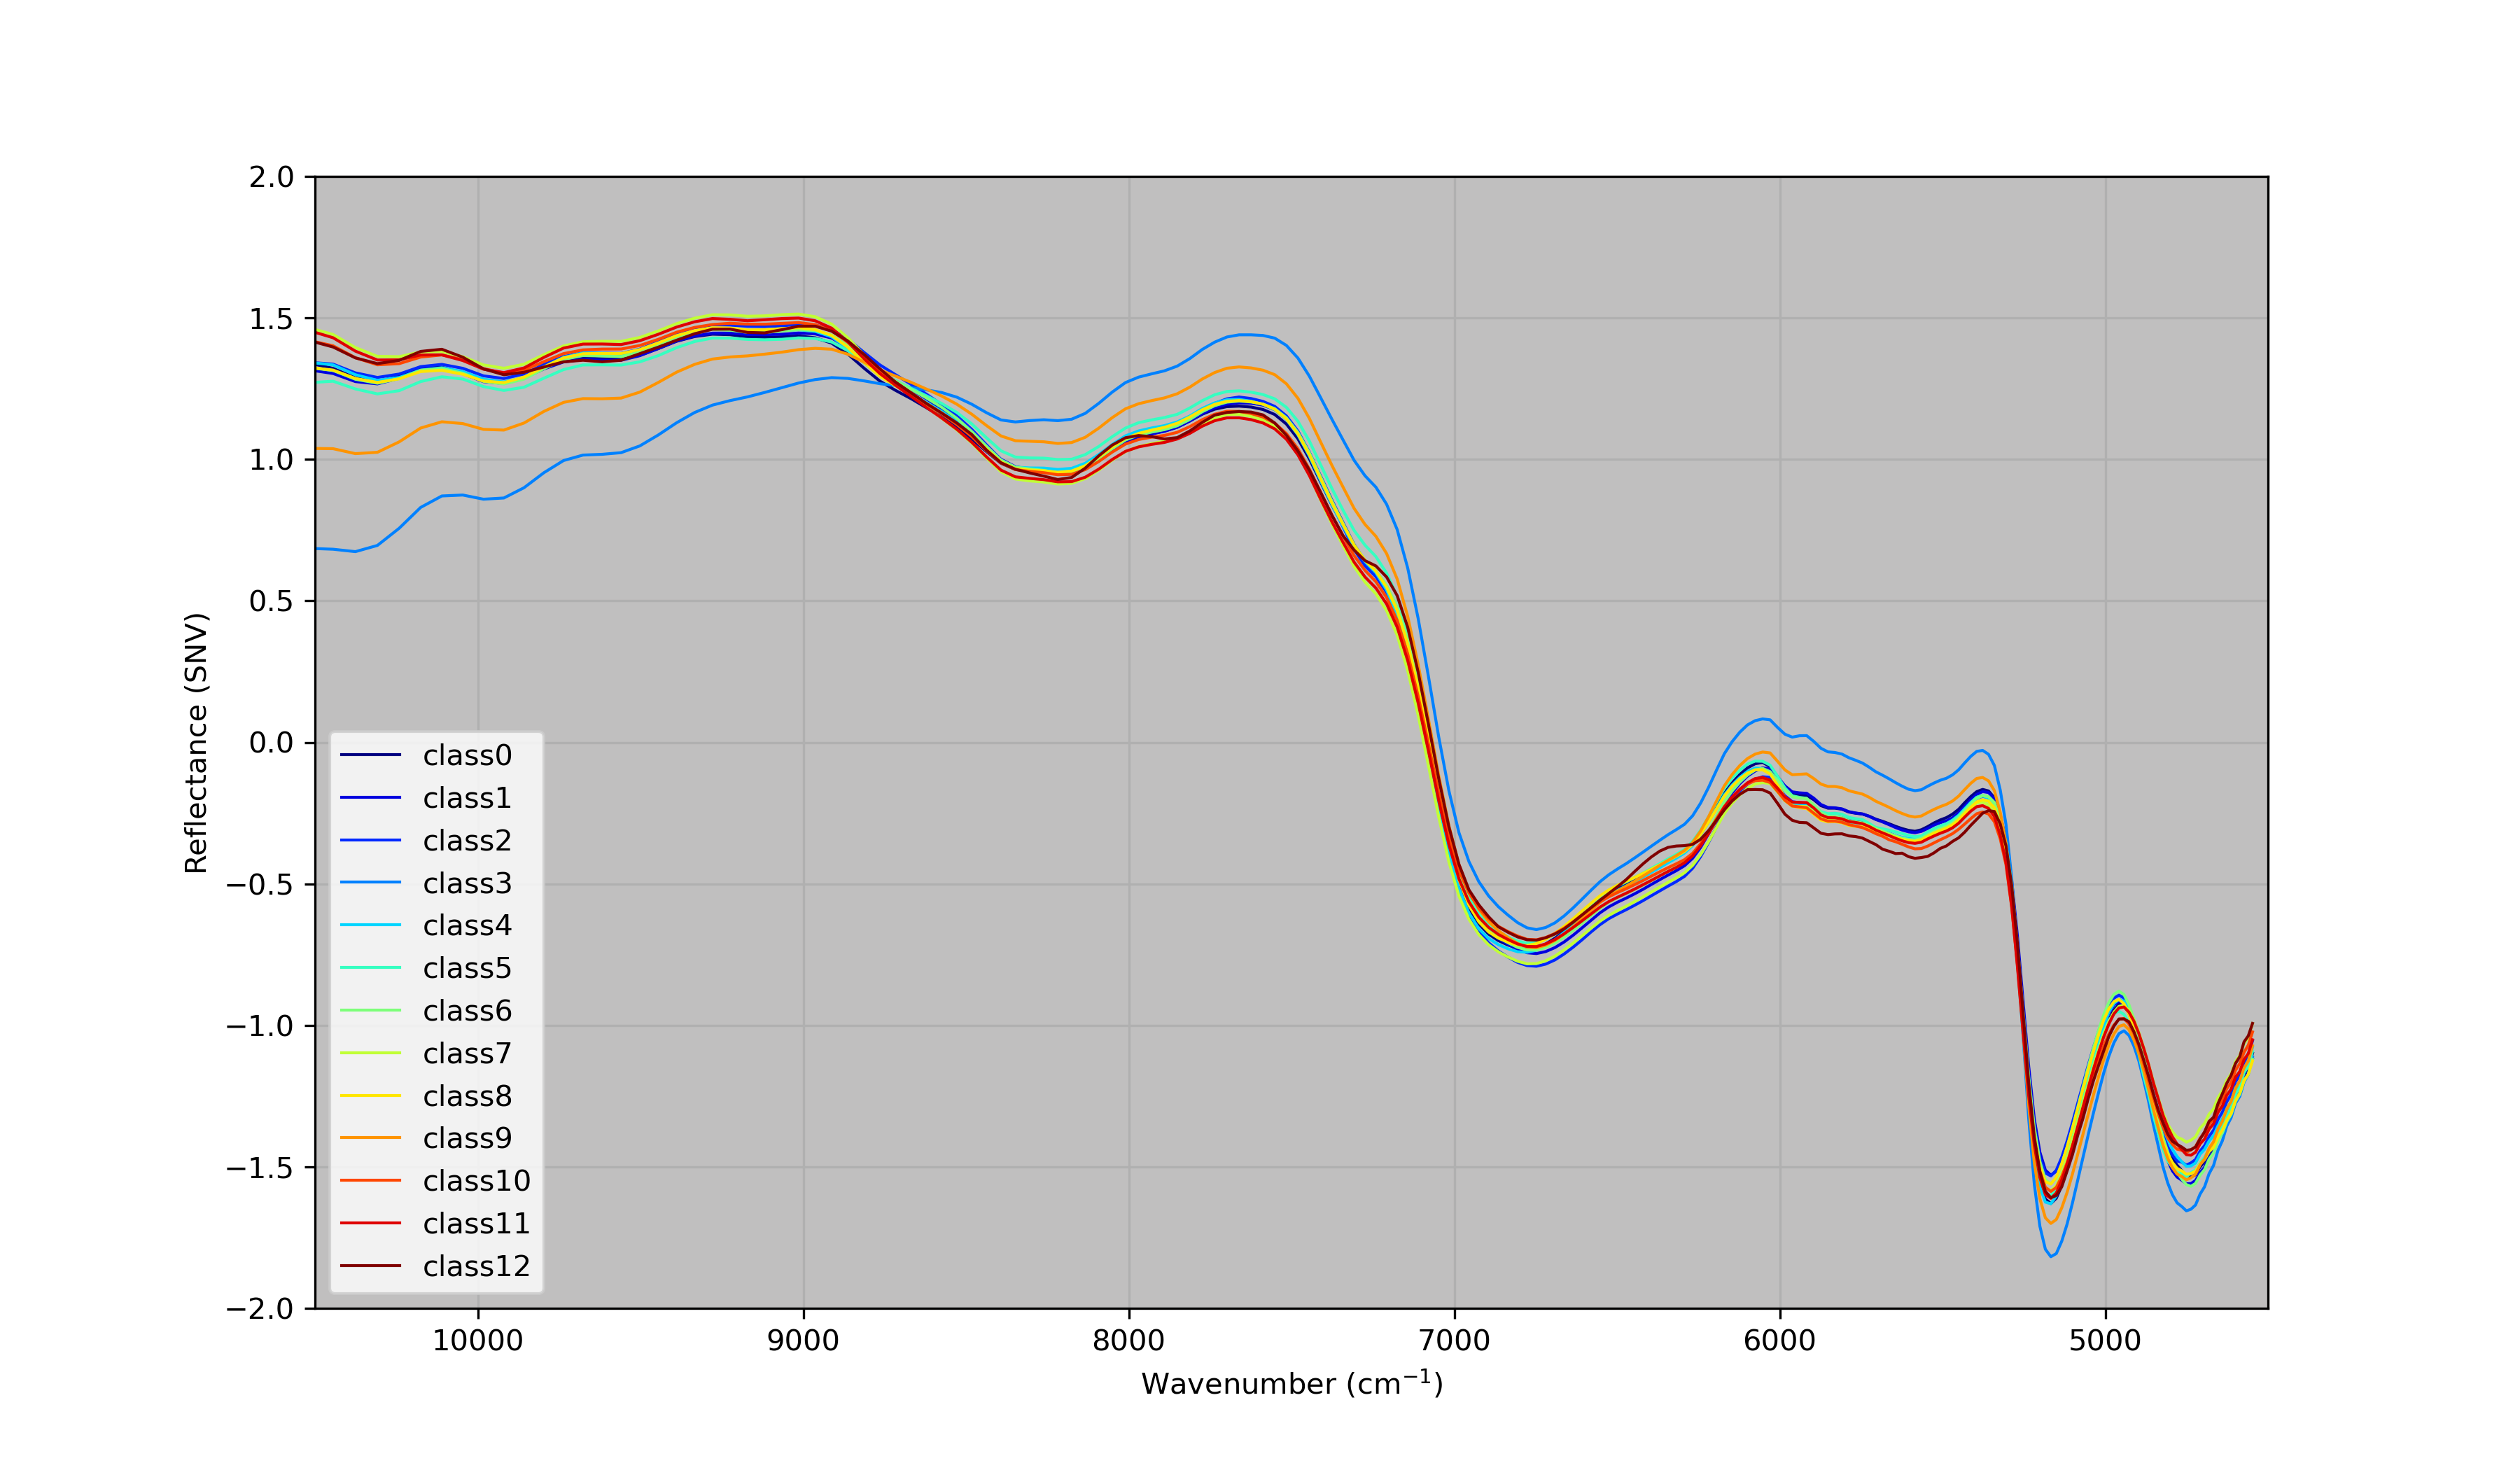 2.0
1.5
1.0
0.5
0.0
−0.5
−1.0
−1.5
−2.0
Reflectance (SNV)
class0
class1
class2
class3
class4
class5
class6
class7
class8
class9
class10
class11
class12
10000 9000 8000 7000 6000 5000
Wavenumber (cm⁻¹)